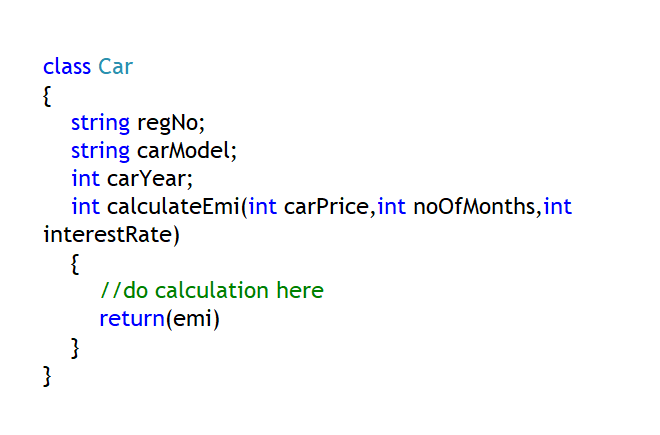 class Car
{
string regNo;
string carModel;
int carYear;
int calculateEmi(int carPrice,int noOfMonths,int
interestRate)
{
//do calculation here
return(emi)
}
}